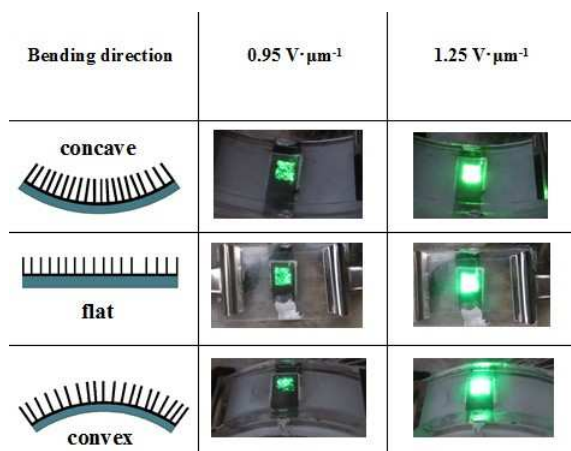 Bending direction
0.95 V·μm⁻¹
1.25 V·μm⁻¹
concave
flat
convex